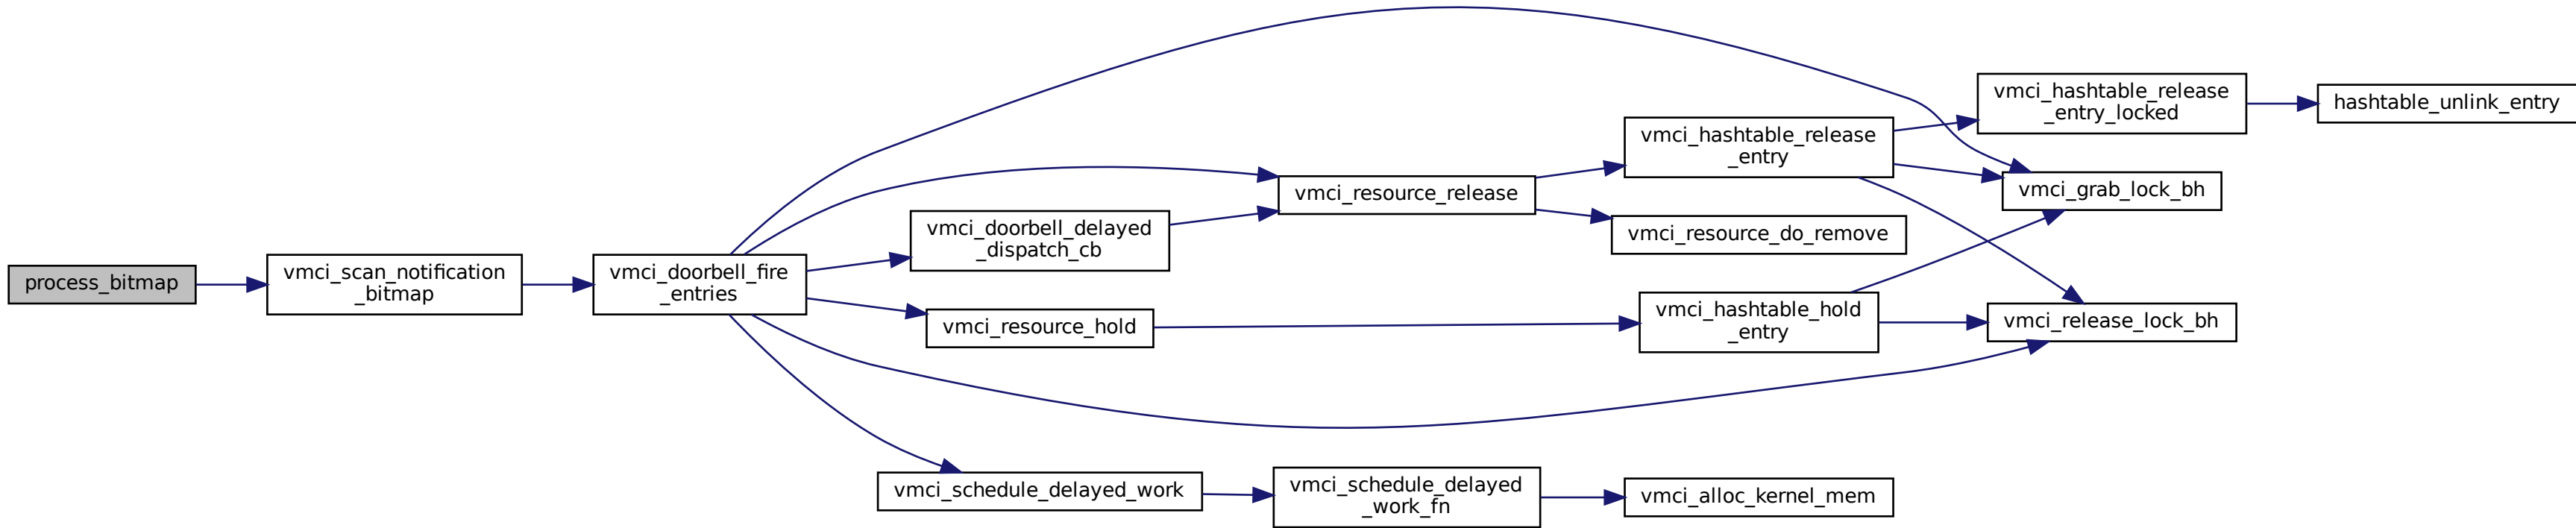 process_bitmap
vmci_scan_notification
_bitmap
vmci_doorbell_fire
_entries
vmci_doorbell_delayed
_dispatch_cb
vmci_resource_hold
vmci_schedule_delayed_work
vmci_resource_release
vmci_schedule_delayed
_work_fn
vmci_hashtable_release
_entry
vmci_resource_do_remove
vmci_hashtable_hold
_entry
vmci_alloc_kernel_mem
vmci_hashtable_release
_entry_locked
vmci_grab_lock_bh
vmci_release_lock_bh
hashtable_unlink_entry